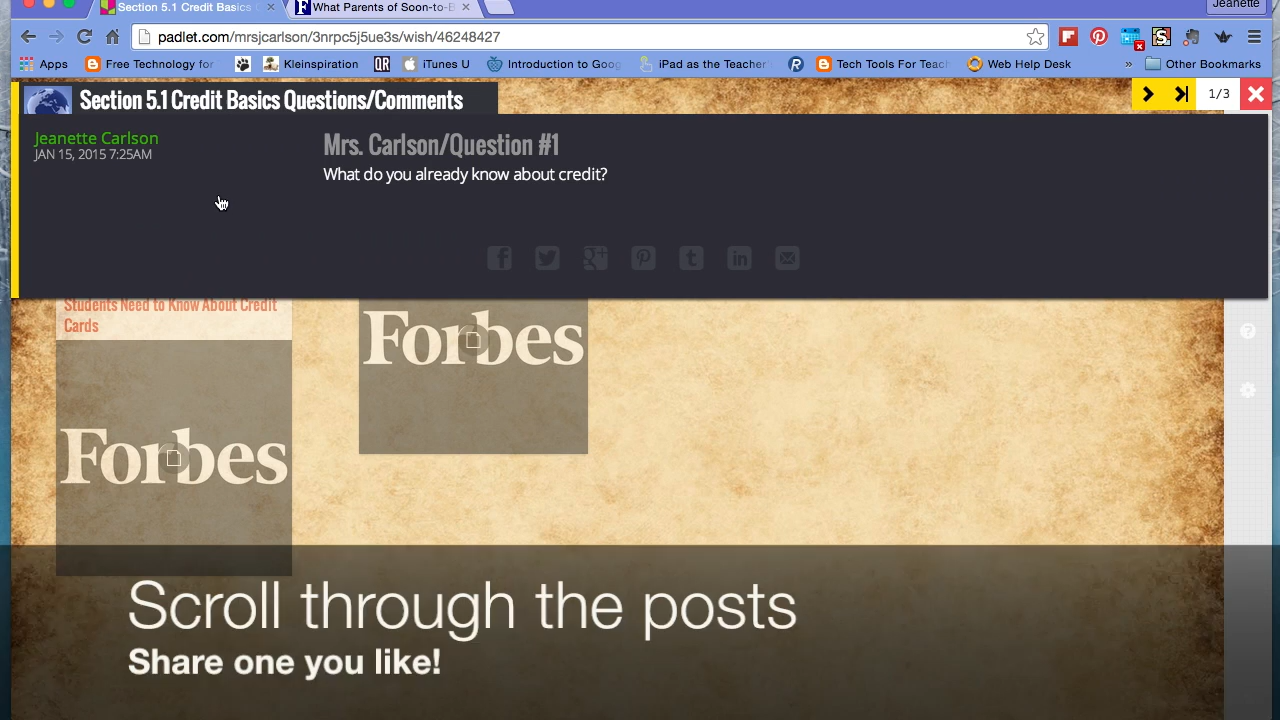 Section 5.1 Credit Basics
What Parents of Soon-to-B
Jeanette
padlet.com/mrsjcarlson/3nrpc5j5ue3s/wish/46248427
Apps
Free Technology for
Kleinspiration
QR
iTunes U
Introduction to Goog
iPad as the Teacher'
Tech Tools For Teach
Web Help Desk
»
Other Bookmarks
Section 5.1 Credit Basics Questions/Comments
1/3
Jeanette Carlson
JAN 15, 2015 7:25AM
Mrs. Carlson/Question #1
What do you already know about credit?
Students Need to Know About Credit
Cards
Forbes
Forbes
Scroll through the posts
Share one you like!